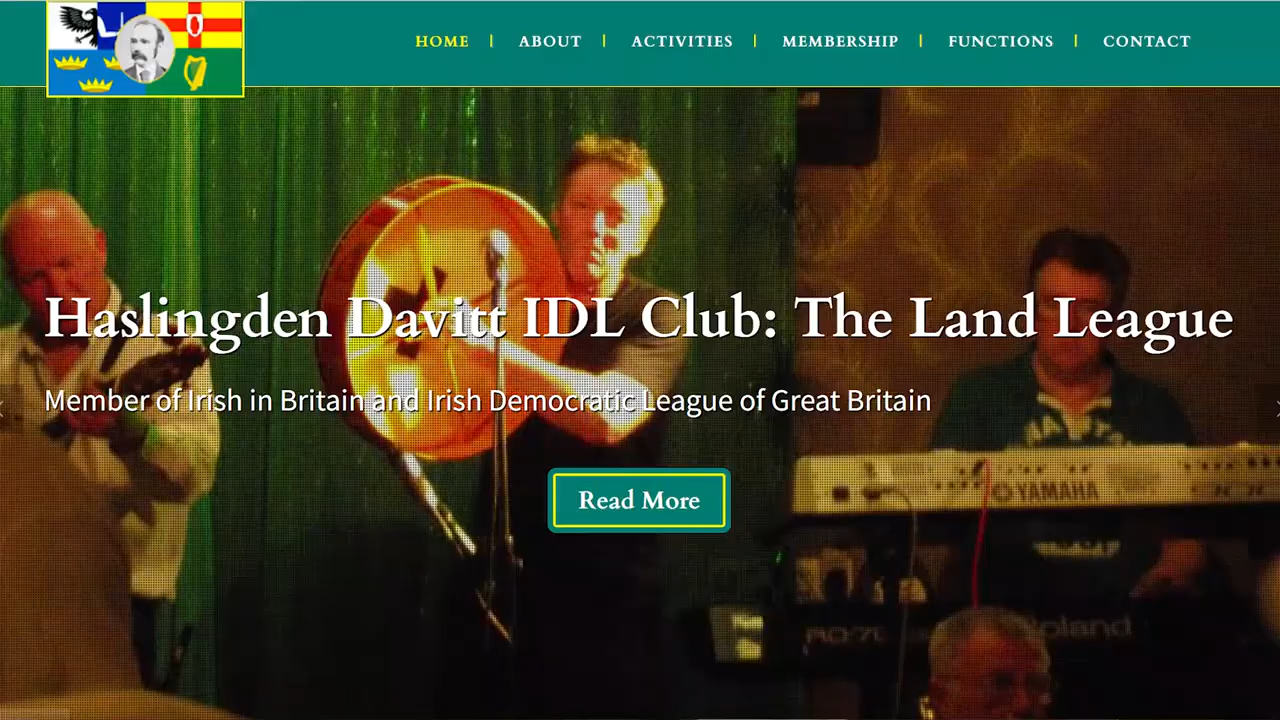 HOME
ABOUT
ACTIVITIES
MEMBERSHIP
FUNCTIONS
CONTACT
Haslingden Davitt IDL Club: The Land League
Member of Irish in Britain and Irish Democratic League of Great Britain
YAMAHA
Read More
Roland